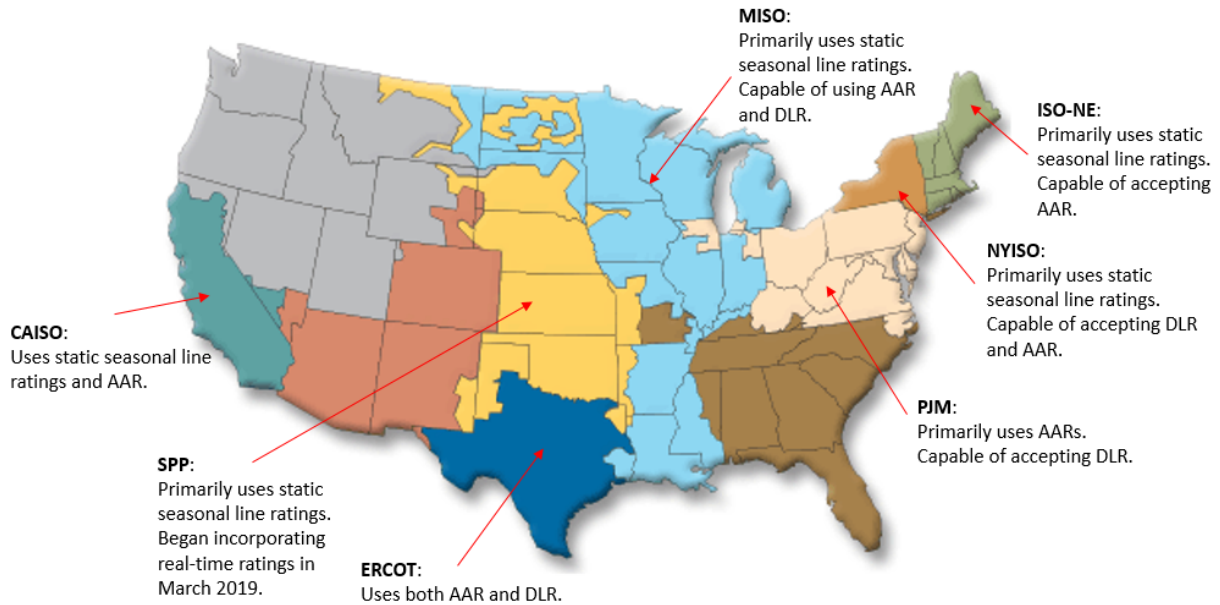 MISO:
Primarily uses static
seasonal line ratings.
Capable of using AAR
and DLR.
ISO-NE:
Primarily uses static
seasonal line ratings.
Capable of accepting
AAR.
NYISO:
Primarily uses static
seasonal line ratings.
Capable of accepting DLR
and AAR.
CAISO:
Uses static seasonal line
ratings and AAR.
PJM:
Primarily uses AARs.
Capable of accepting DLR.
SPP:
Primarily uses static
seasonal line ratings.
Began incorporating
real-time ratings in
March 2019.
ERCOT:
Uses both AAR and DLR.